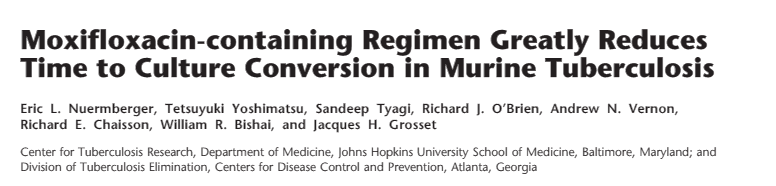 Moxifloxacin-containing Regimen Greatly Reduces
Time to Culture Conversion in Murine Tuberculosis
Eric L. Nuermberger, Tetsuyuki Yoshimatsu, Sandeep Tyagi, Richard J. O’Brien, Andrew N. Vernon,
Richard E. Chaisson, William R. Bishai, and Jacques H. Grosset
Center for Tuberculosis Research, Department of Medicine, Johns Hopkins University School of Medicine, Baltimore, Maryland; and
Division of Tuberculosis Elimination, Centers for Disease Control and Prevention, Atlanta, Georgia